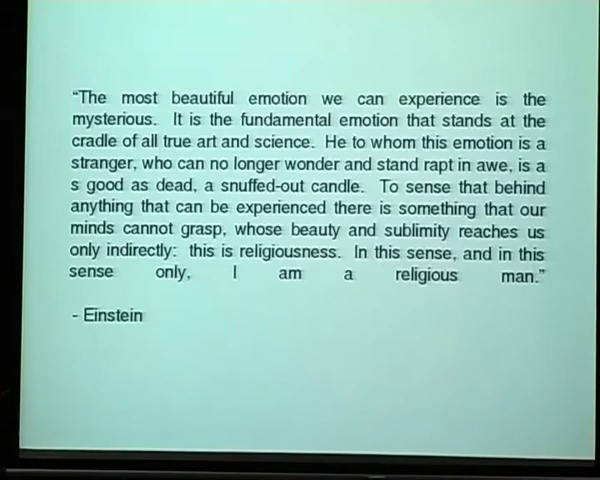 “The most beautiful emotion we can experience is the
mysterious. It is the fundamental emotion that stands at the
cradle of all true art and science. He to whom this emotion is a
stranger, who can no longer wonder and stand rapt in awe, is a
s good as dead, a snuffed-out candle. To sense that behind
anything that can be experienced there is something that our
minds cannot grasp, whose beauty and sublimity reaches us
only indirectly: this is religiousness. In this sense, and in this
sense only, I am a religious man.”
- Einstein